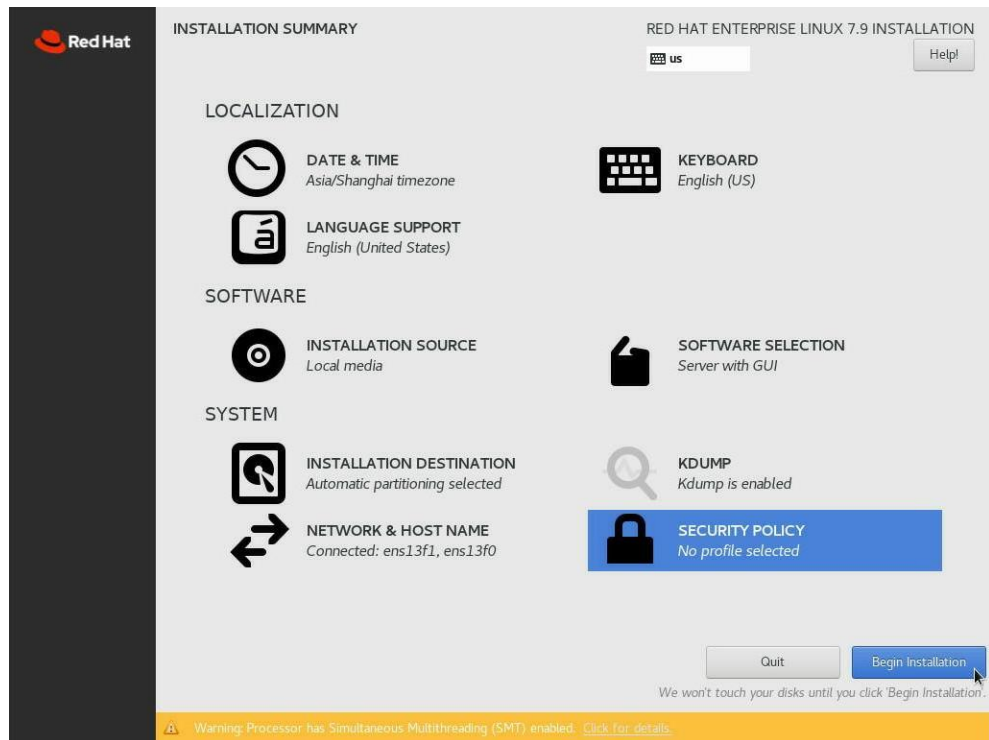 Red Hat
INSTALLATION SUMMARY
RED HAT ENTERPRISE LINUX 7.9 INSTALLATION
us
Help!
LOCALIZATION
DATE & TIME
Asia/Shanghai timezone
KEYBOARD
English (US)
LANGUAGE SUPPORT
English (United States)
SOFTWARE
INSTALLATION SOURCE
Local media
SOFTWARE SELECTION
Server with GUI
SYSTEM
INSTALLATION DESTINATION
Automatic partitioning selected
KDUMP
Kdump is enabled
NETWORK & HOST NAME
Connected: ens13f1, ens13f0
SECURITY POLICY
No profile selected
Quit
Begin Installation
We won't touch your disks until you click 'Begin Installation'.
Warning: Processor has Simultaneous Multithreading (SMT) enabled. Click for details.